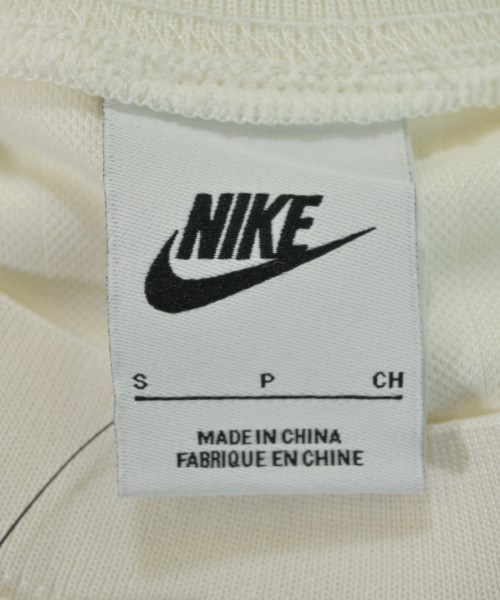 NIKE
S P CH
MADE IN CHINA
FABRIQUE EN CHINE